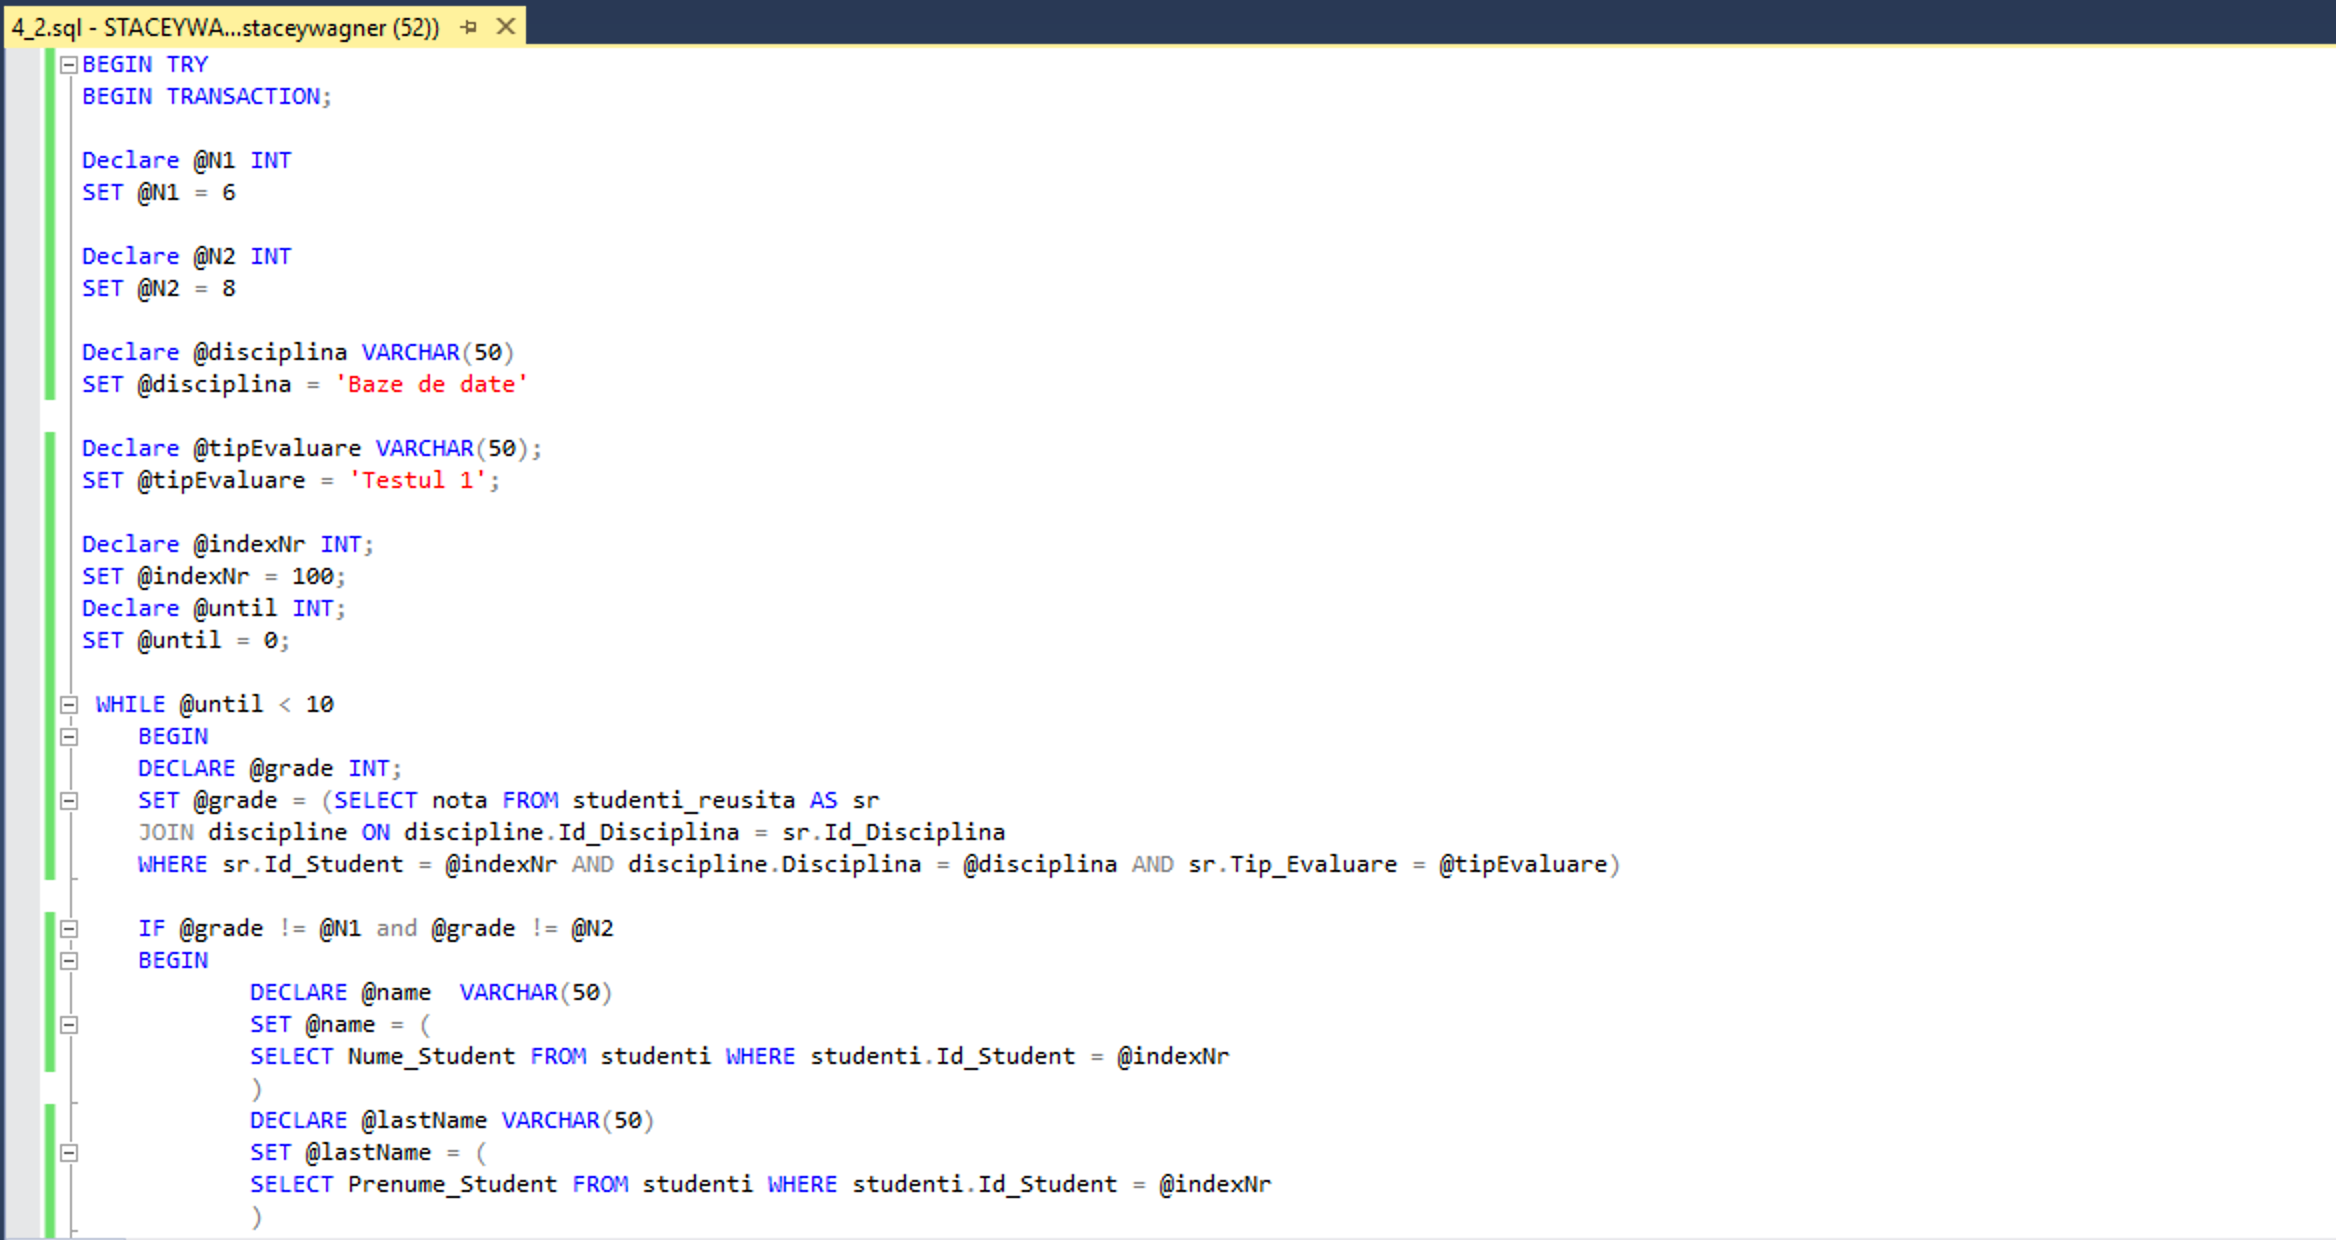 4_2.sql - STACEYWA...staceywagner (52))
BEGIN TRY
BEGIN TRANSACTION;
Declare @N1 INT
SET @N1 = 6
Declare @N2 INT
SET @N2 = 8
Declare @disciplina VARCHAR(50)
SET @disciplina = 'Baze de date'
Declare @tipEvaluare VARCHAR(50);
SET @tipEvaluare = 'Testul 1';
Declare @indexNr INT;
SET @indexNr = 100;
Declare @until INT;
SET @until = 0;
WHILE @until < 10
BEGIN
DECLARE @grade INT;
SET @grade = (SELECT nota FROM studenti_reusita AS sr
JOIN discipline ON discipline.Id_Disciplina = sr.Id_Disciplina
WHERE sr.Id_Student = @indexNr AND discipline.Disciplina = @disciplina AND sr.Tip_Evaluare = @tipEvaluare)
IF @grade != @N1 and @grade != @N2
BEGIN
DECLARE @name  VARCHAR(50)
SET @name = (
SELECT Nume_Student FROM studenti WHERE studenti.Id_Student = @indexNr
)
DECLARE @lastName VARCHAR(50)
SET @lastName = (
SELECT Prenume_Student FROM studenti WHERE studenti.Id_Student = @indexNr
)